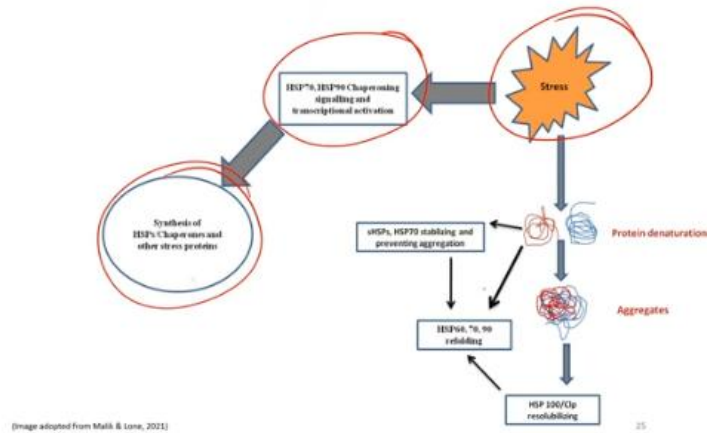 Stress
HSP70, HSP90 Chaperoning
signalling and
transcriptional activation
Synthesis of
HSPs/Chaperones and
other stress proteins
Protein denaturation
sHSPs, HSP70 stablizing and
preventing aggregation
Aggregates
HSP60, 70, 90
refolding
HSP 100/Clp
resolubilizing
(Image adopted from Malik & Lone, 2021)
25